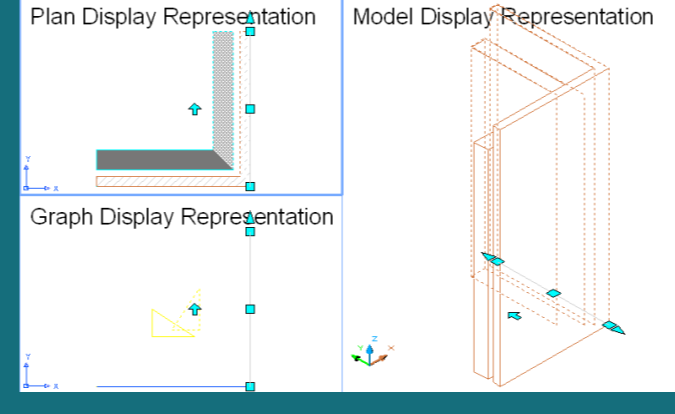 Plan Display Representation
Model Display Representation
Y
X
Graph Display Representation
Y
X
Z
Y
X